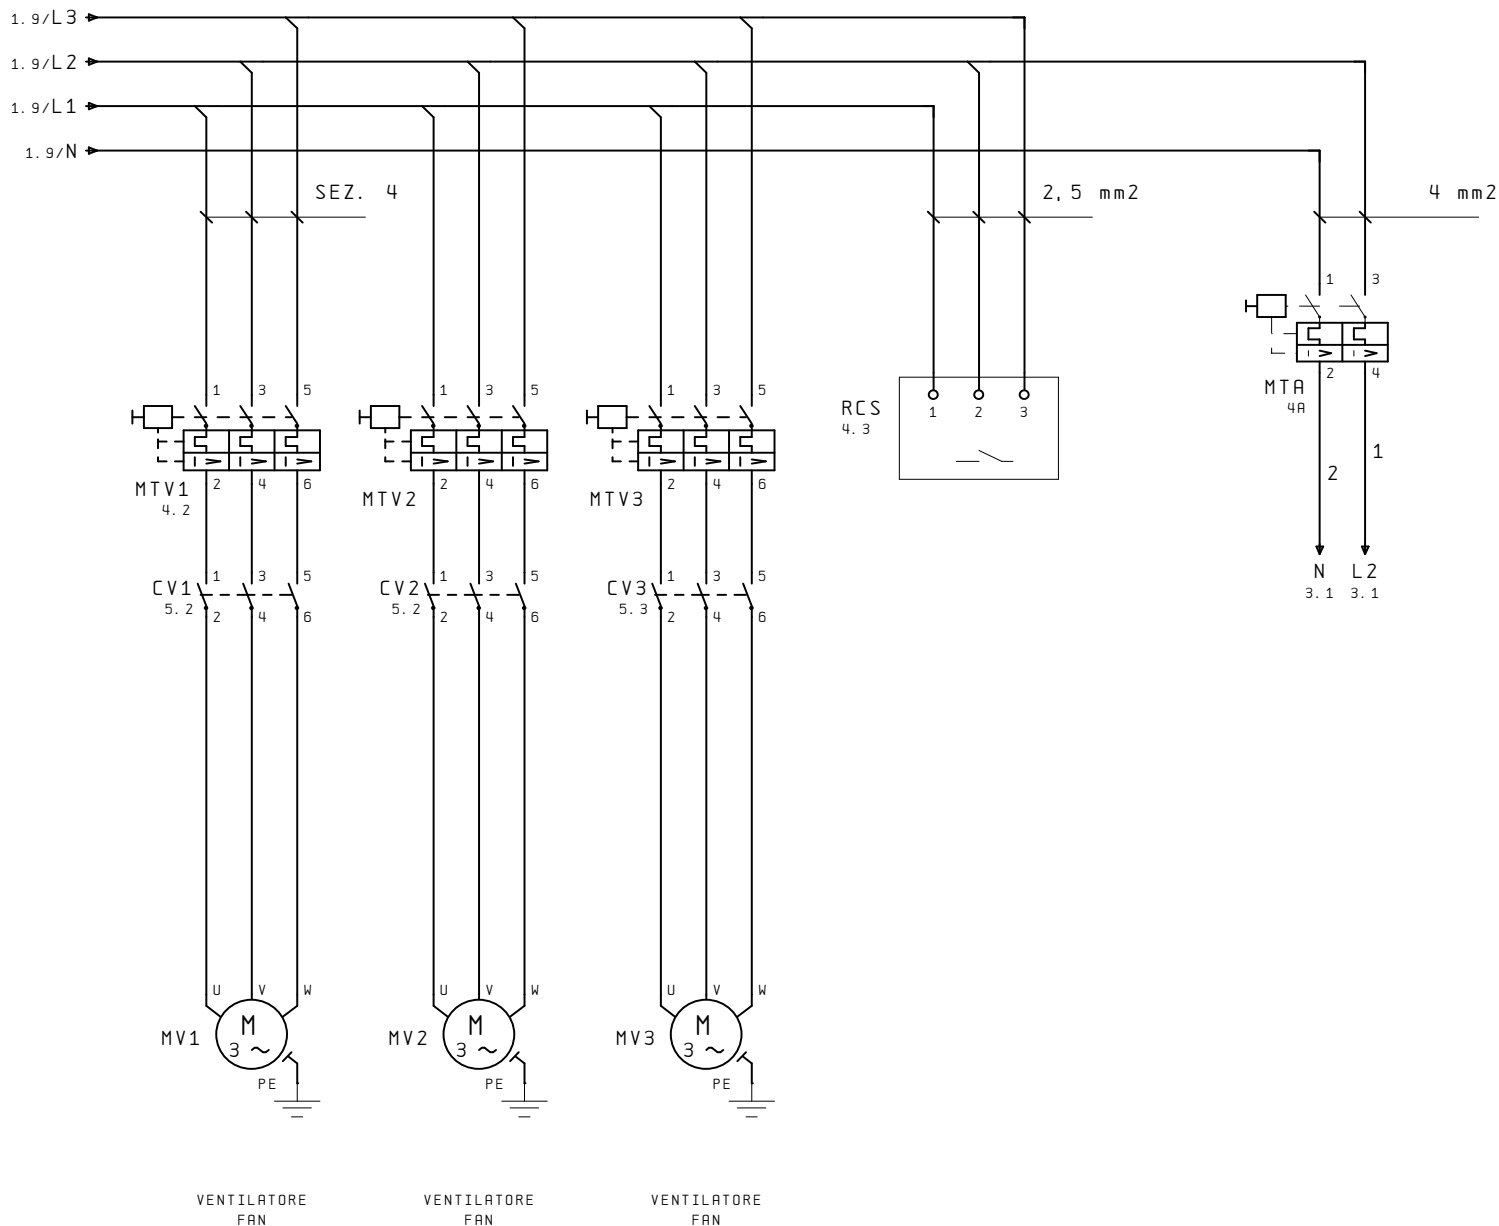 1.9/L3
1.9/L2
1.9/L1
1.9/N
SEZ. 4
2,5 mm2
4 mm2
1 3
MTA
4A
2 4
1
2
N L2
3.1 3.1
1 3 5
1 3 5
1 3 5
RCS
4.3
1 2 3
MTV1
4.2
2 4 6
MTV2
2 4 6
MTV3
2 4 6
CV1
5.2
1 3 5
2 4 6
CV2
5.2
1 3 5
2 4 6
CV3
5.3
1 3 5
2 4 6
U V W
MV1
M
3 ~
PE
U V W
MV2
M
3 ~
PE
U V W
MV3
M
3 ~
PE
VENTILATORE
FAN
VENTILATORE
FAN
VENTILATORE
FAN